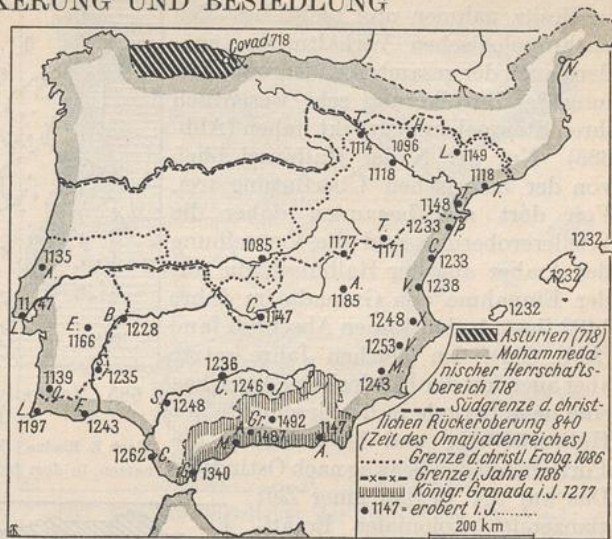 KERUNG UND BESIEDLUNG
Covad. 718
N.
T.
1114
H.
1096
L.
1149
1118
S.
1118
T.
1148
T.
1233
P.
C.
1233
1232
1232
1232
1135
1085
1177
T.
1171
V.
1238
A.
1185
1147
L.
B.
1228
C.
1147
E.
1166
1248
X.
1253
V.
M.
1243
1139
O.
1235
1236
C.
1246
J.
S.
1248
L.
1197
F.
1243
Gr.
1492
1147
A.
M.
1487
1262
C.
G.
1340
Asturien (718)
Mohammeda-
nischer Herrschafts-
bereich 718
Südgrenze d. christ-
lichen Rückeroberung 840
(Zeit des Omaijadenreiches)
Grenze d. christl. Erobg. 1086
Grenze i. Jahre 1186
Königr. Granada i. J. 1277
1147 = erobert i. J.......
200 km